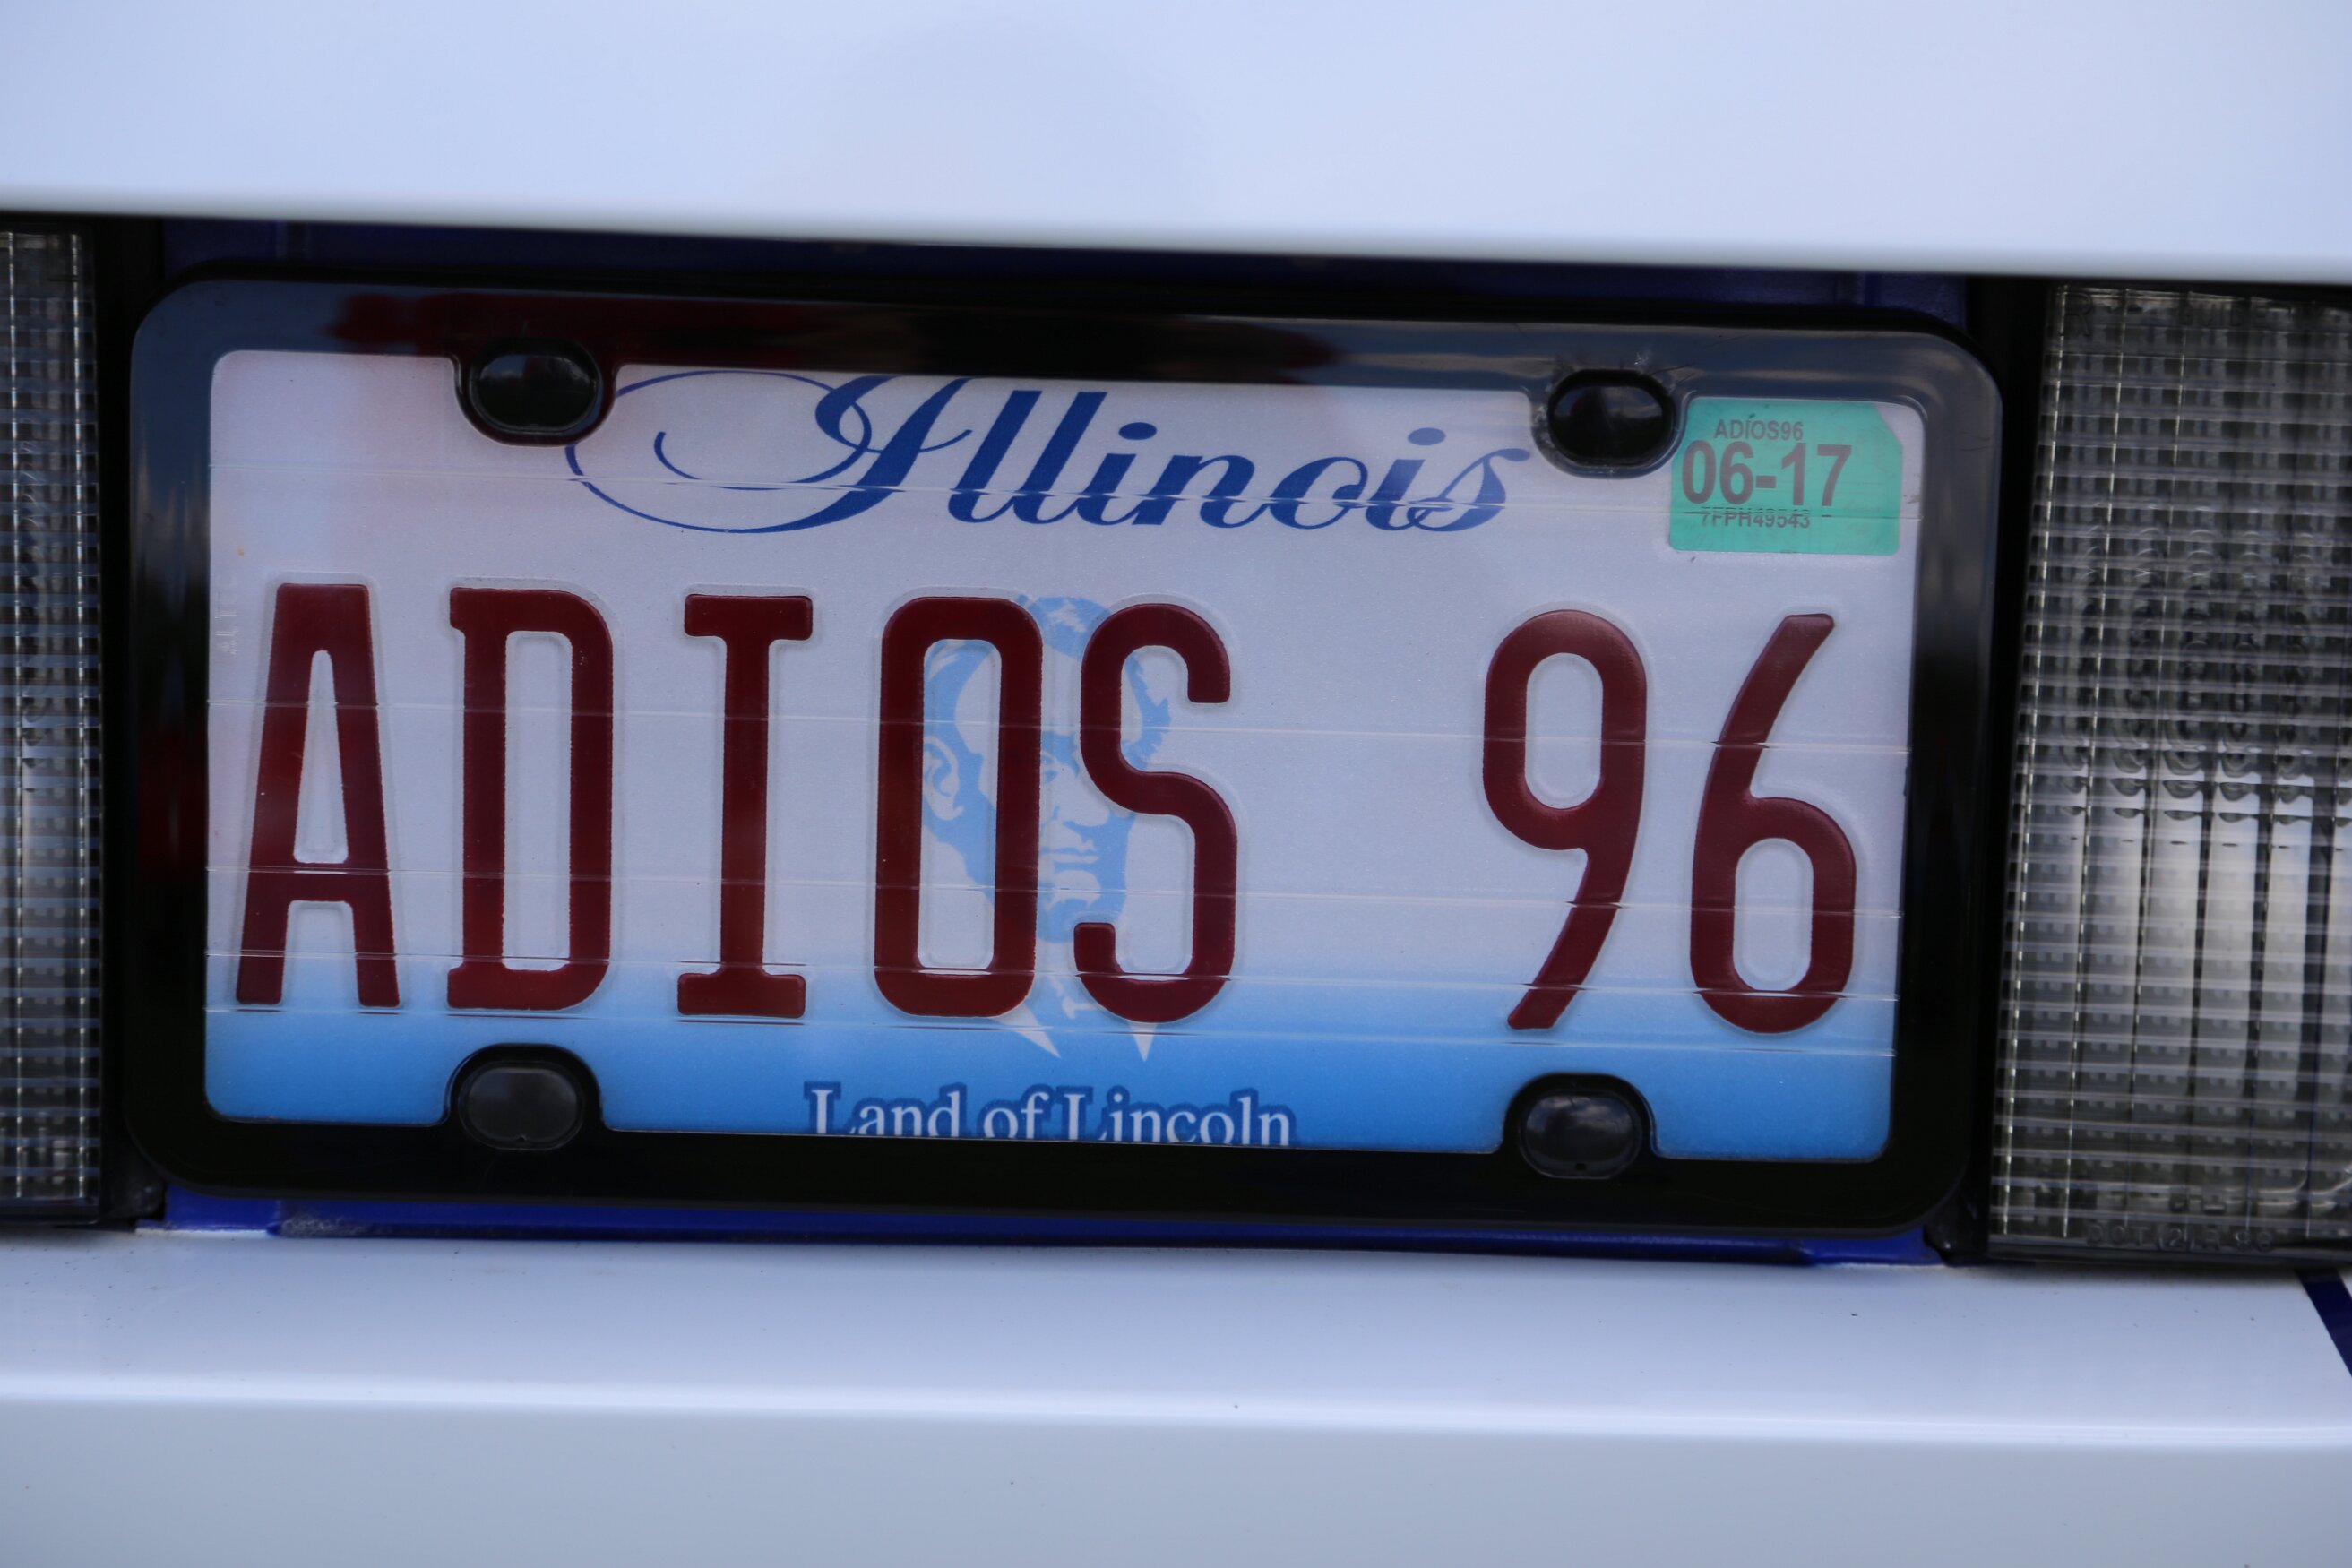 Illinois
ADIOS96
06-17
7FPH49543
ADIOS 96
Land of Lincoln